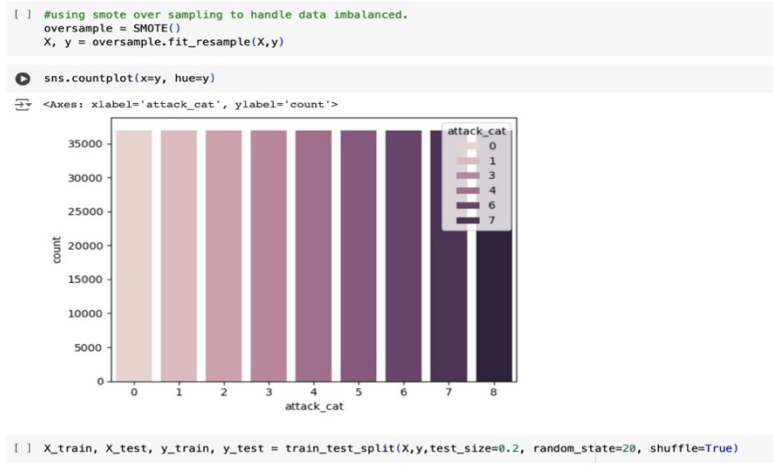 [ ] #using smote over sampling to handle data imbalanced.
oversample = SMOTE()
X, y = oversample.fit_resample(X,y)
sns.countplot(x=y, hue=y)
<Axes: xlabel='attack_cat', ylabel='count'>
attack_cat
0
1
3
4
6
7
35000
30000
25000
20000
15000
10000
5000
0
count
0 1 2 3 4 5 6 7 8
attack_cat
[ ] X_train, X_test, y_train, y_test = train_test_split(X,y,test_size=0.2, random_state=20, shuffle=True)